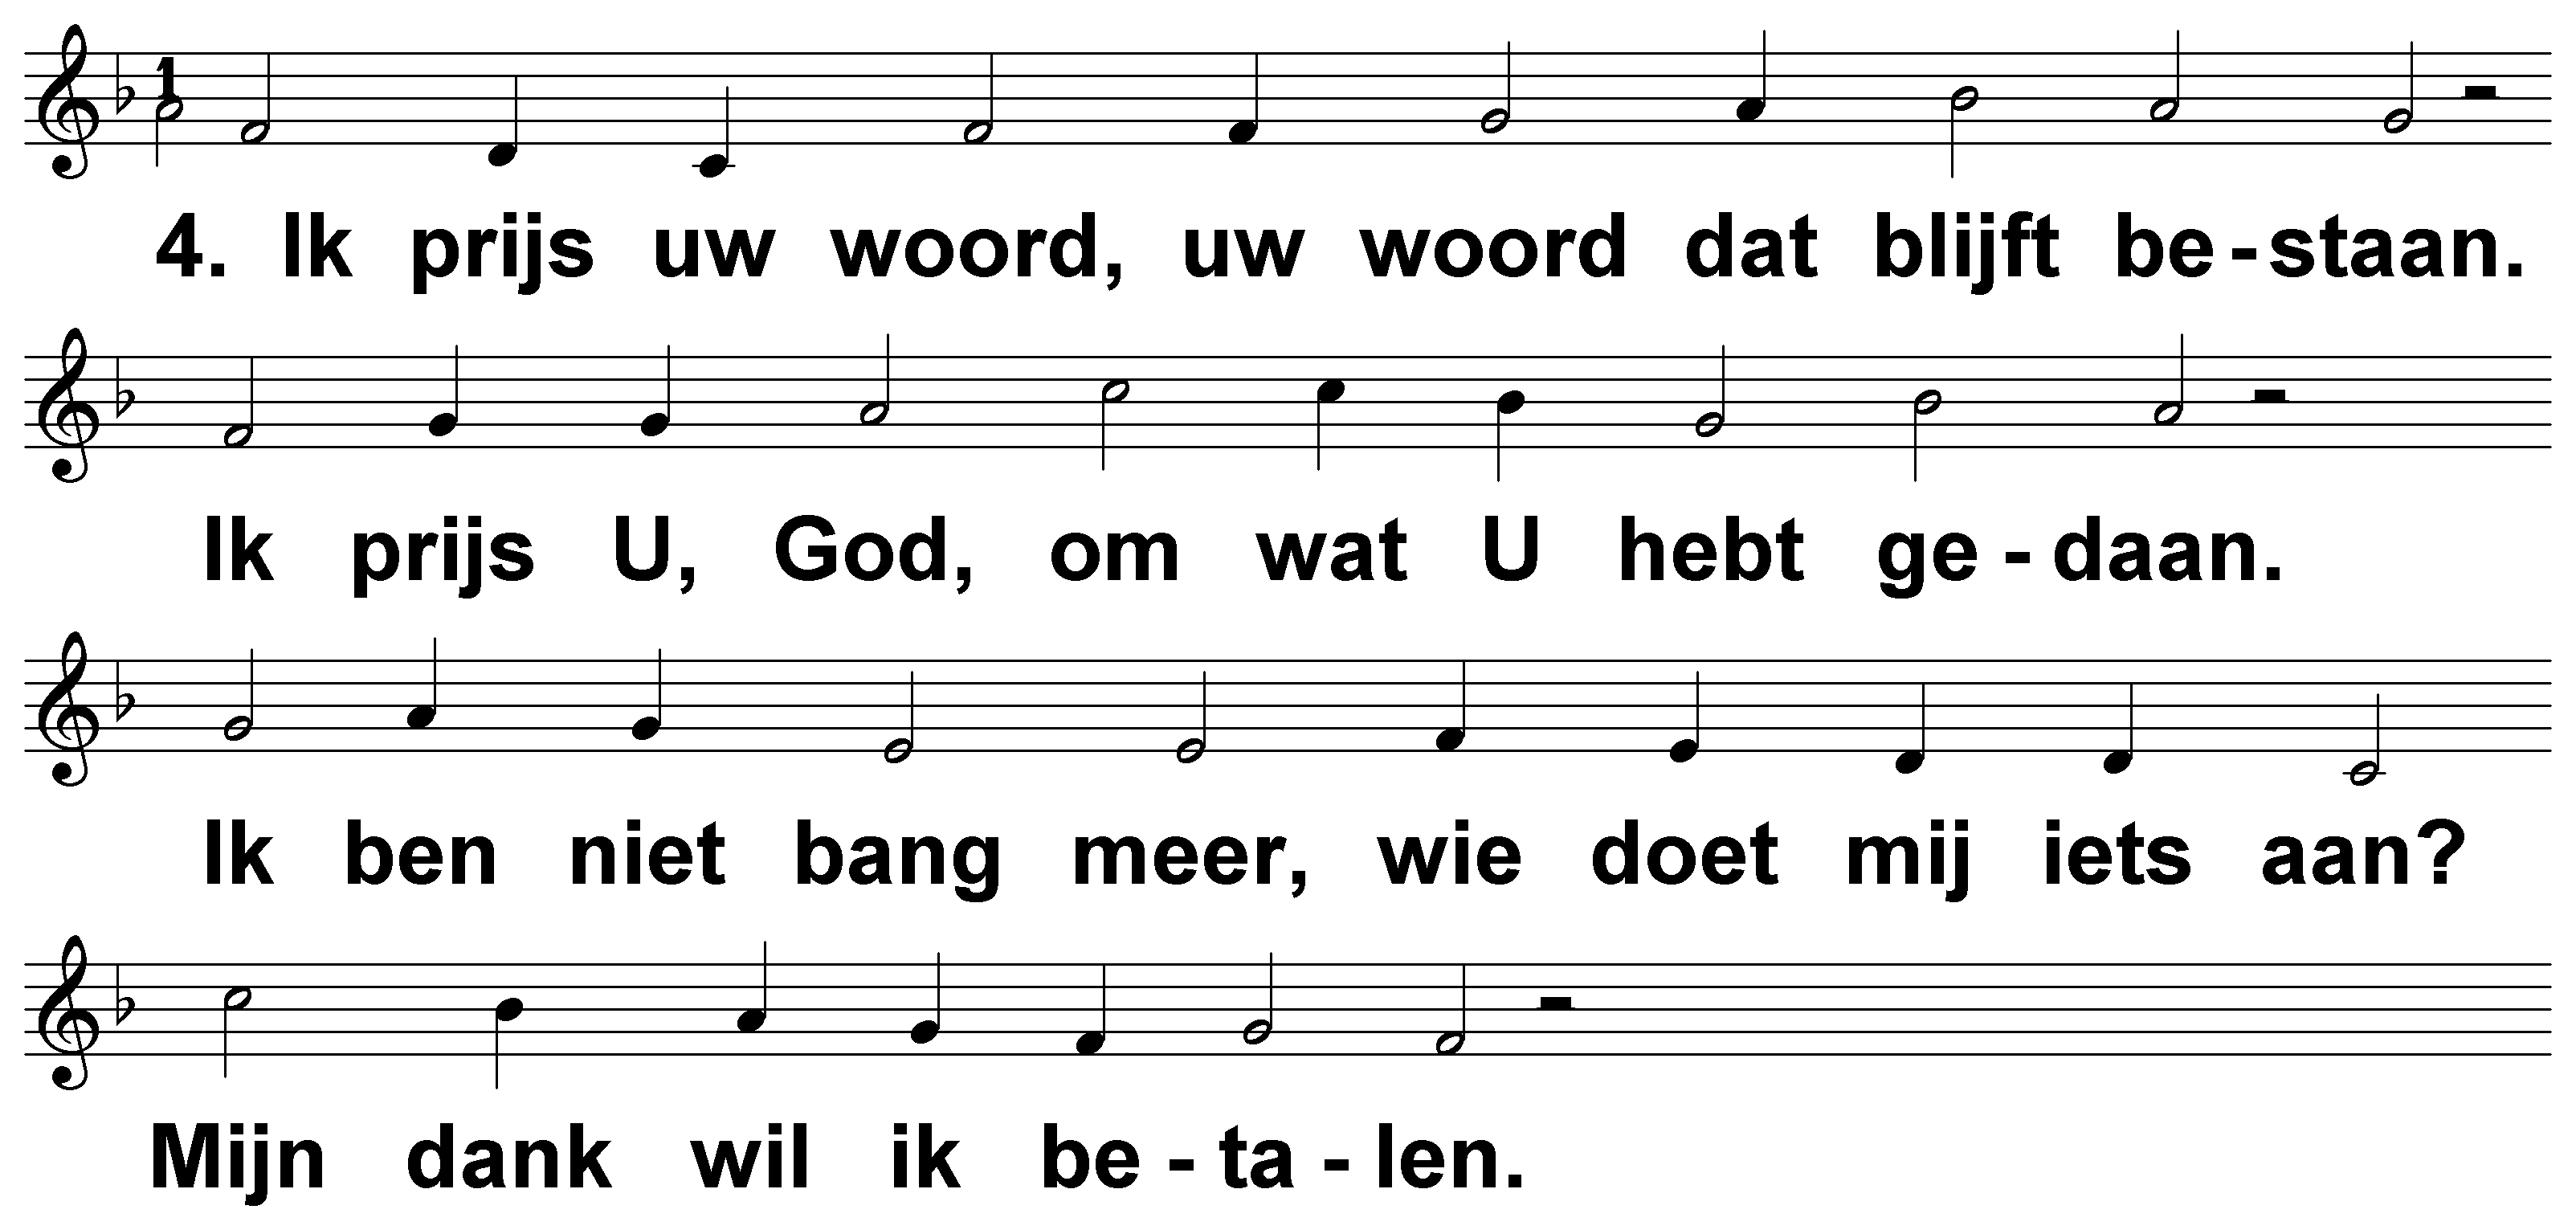 1
4. Ik prijs uw woord, uw woord dat blijft be-staan.
Ik prijs U, God, om wat U hebt ge-daan.
Ik ben niet bang meer, wie doet mij iets aan?
Mijn dank wil ik be-ta-len.